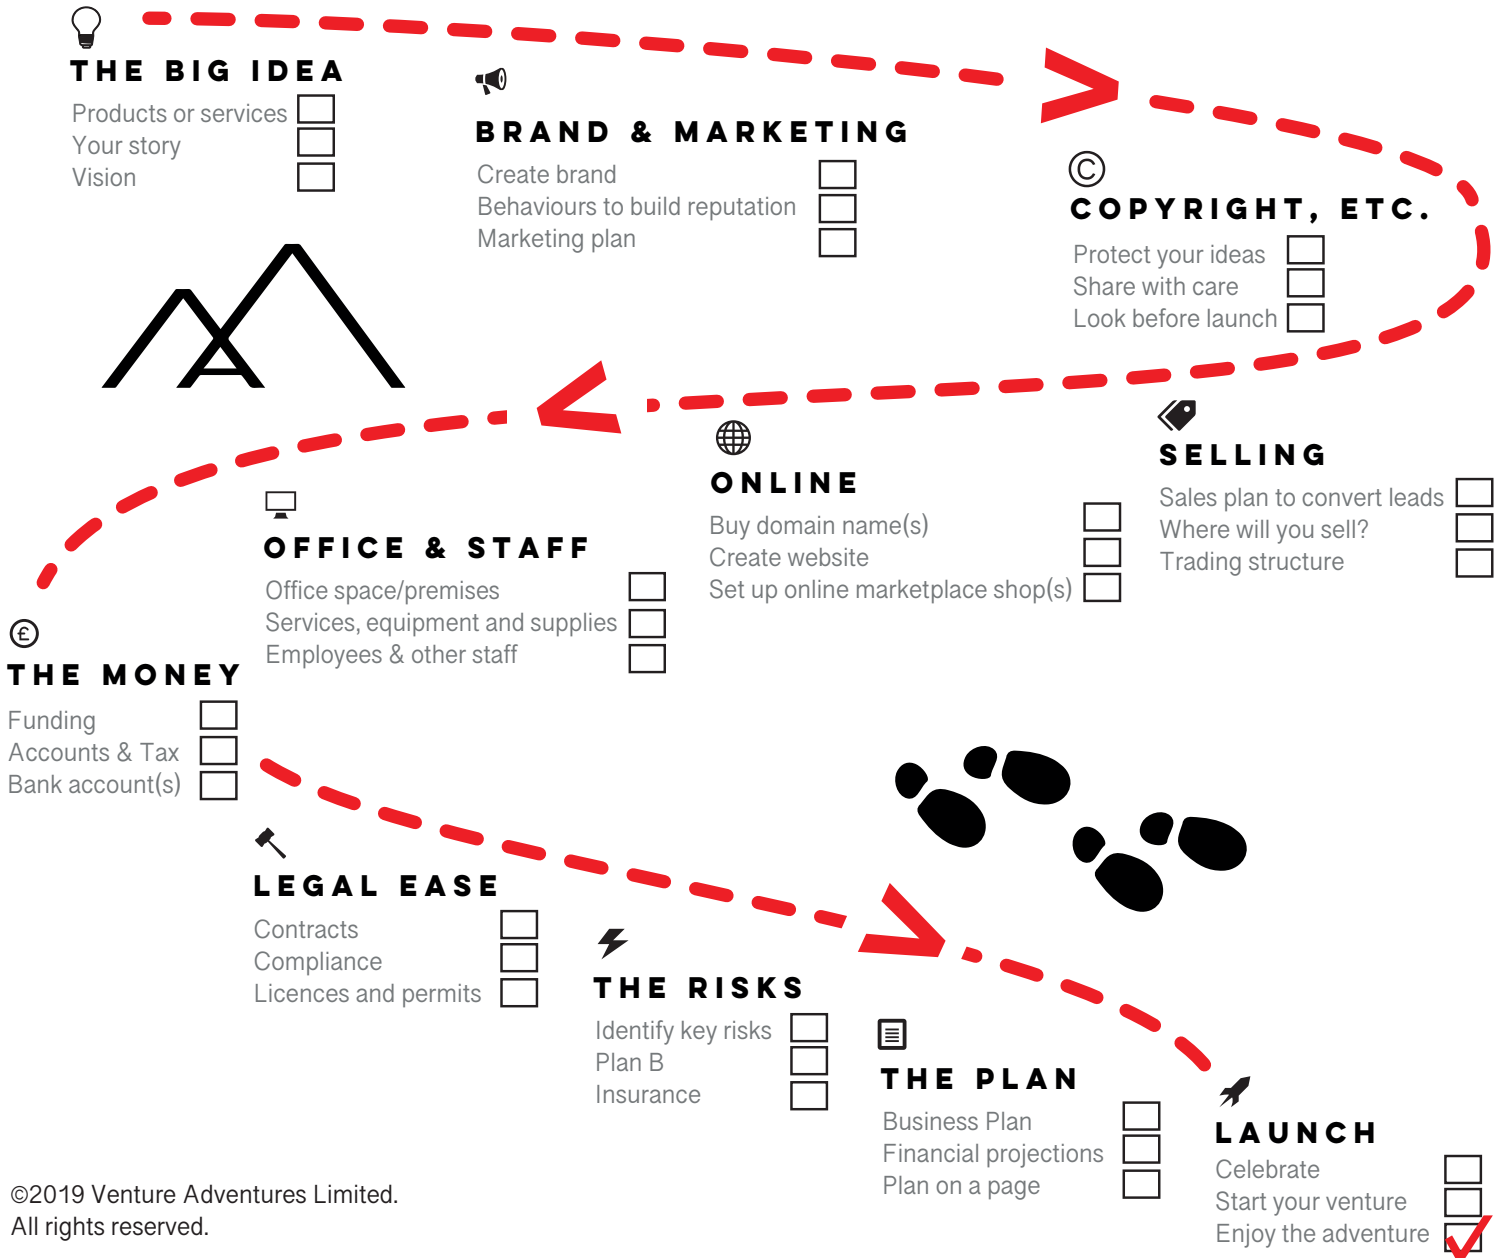 THE BIG IDEA
Products or services
Your story
Vision
BRAND & MARKETING
Create brand
Behaviours to build reputation
Marketing plan
©
COPYRIGHT, ETC.
Protect your ideas
Share with care
Look before launch
SELLING
Sales plan to convert leads
Where will you sell?
Trading structure
ONLINE
Buy domain name(s)
Create website
Set up online marketplace shop(s)
OFFICE & STAFF
Office space/premises
Services, equipment and supplies
Employees & other staff
£
THE MONEY
Funding
Accounts & Tax
Bank account(s)
LEGAL EASE
Contracts
Compliance
Licences and permits
THE RISKS
Identify key risks
Plan B
Insurance
THE PLAN
Business Plan
Financial projections
Plan on a page
LAUNCH
Celebrate
Start your venture
Enjoy the adventure
©2019 Venture Adventures Limited.
All rights reserved.